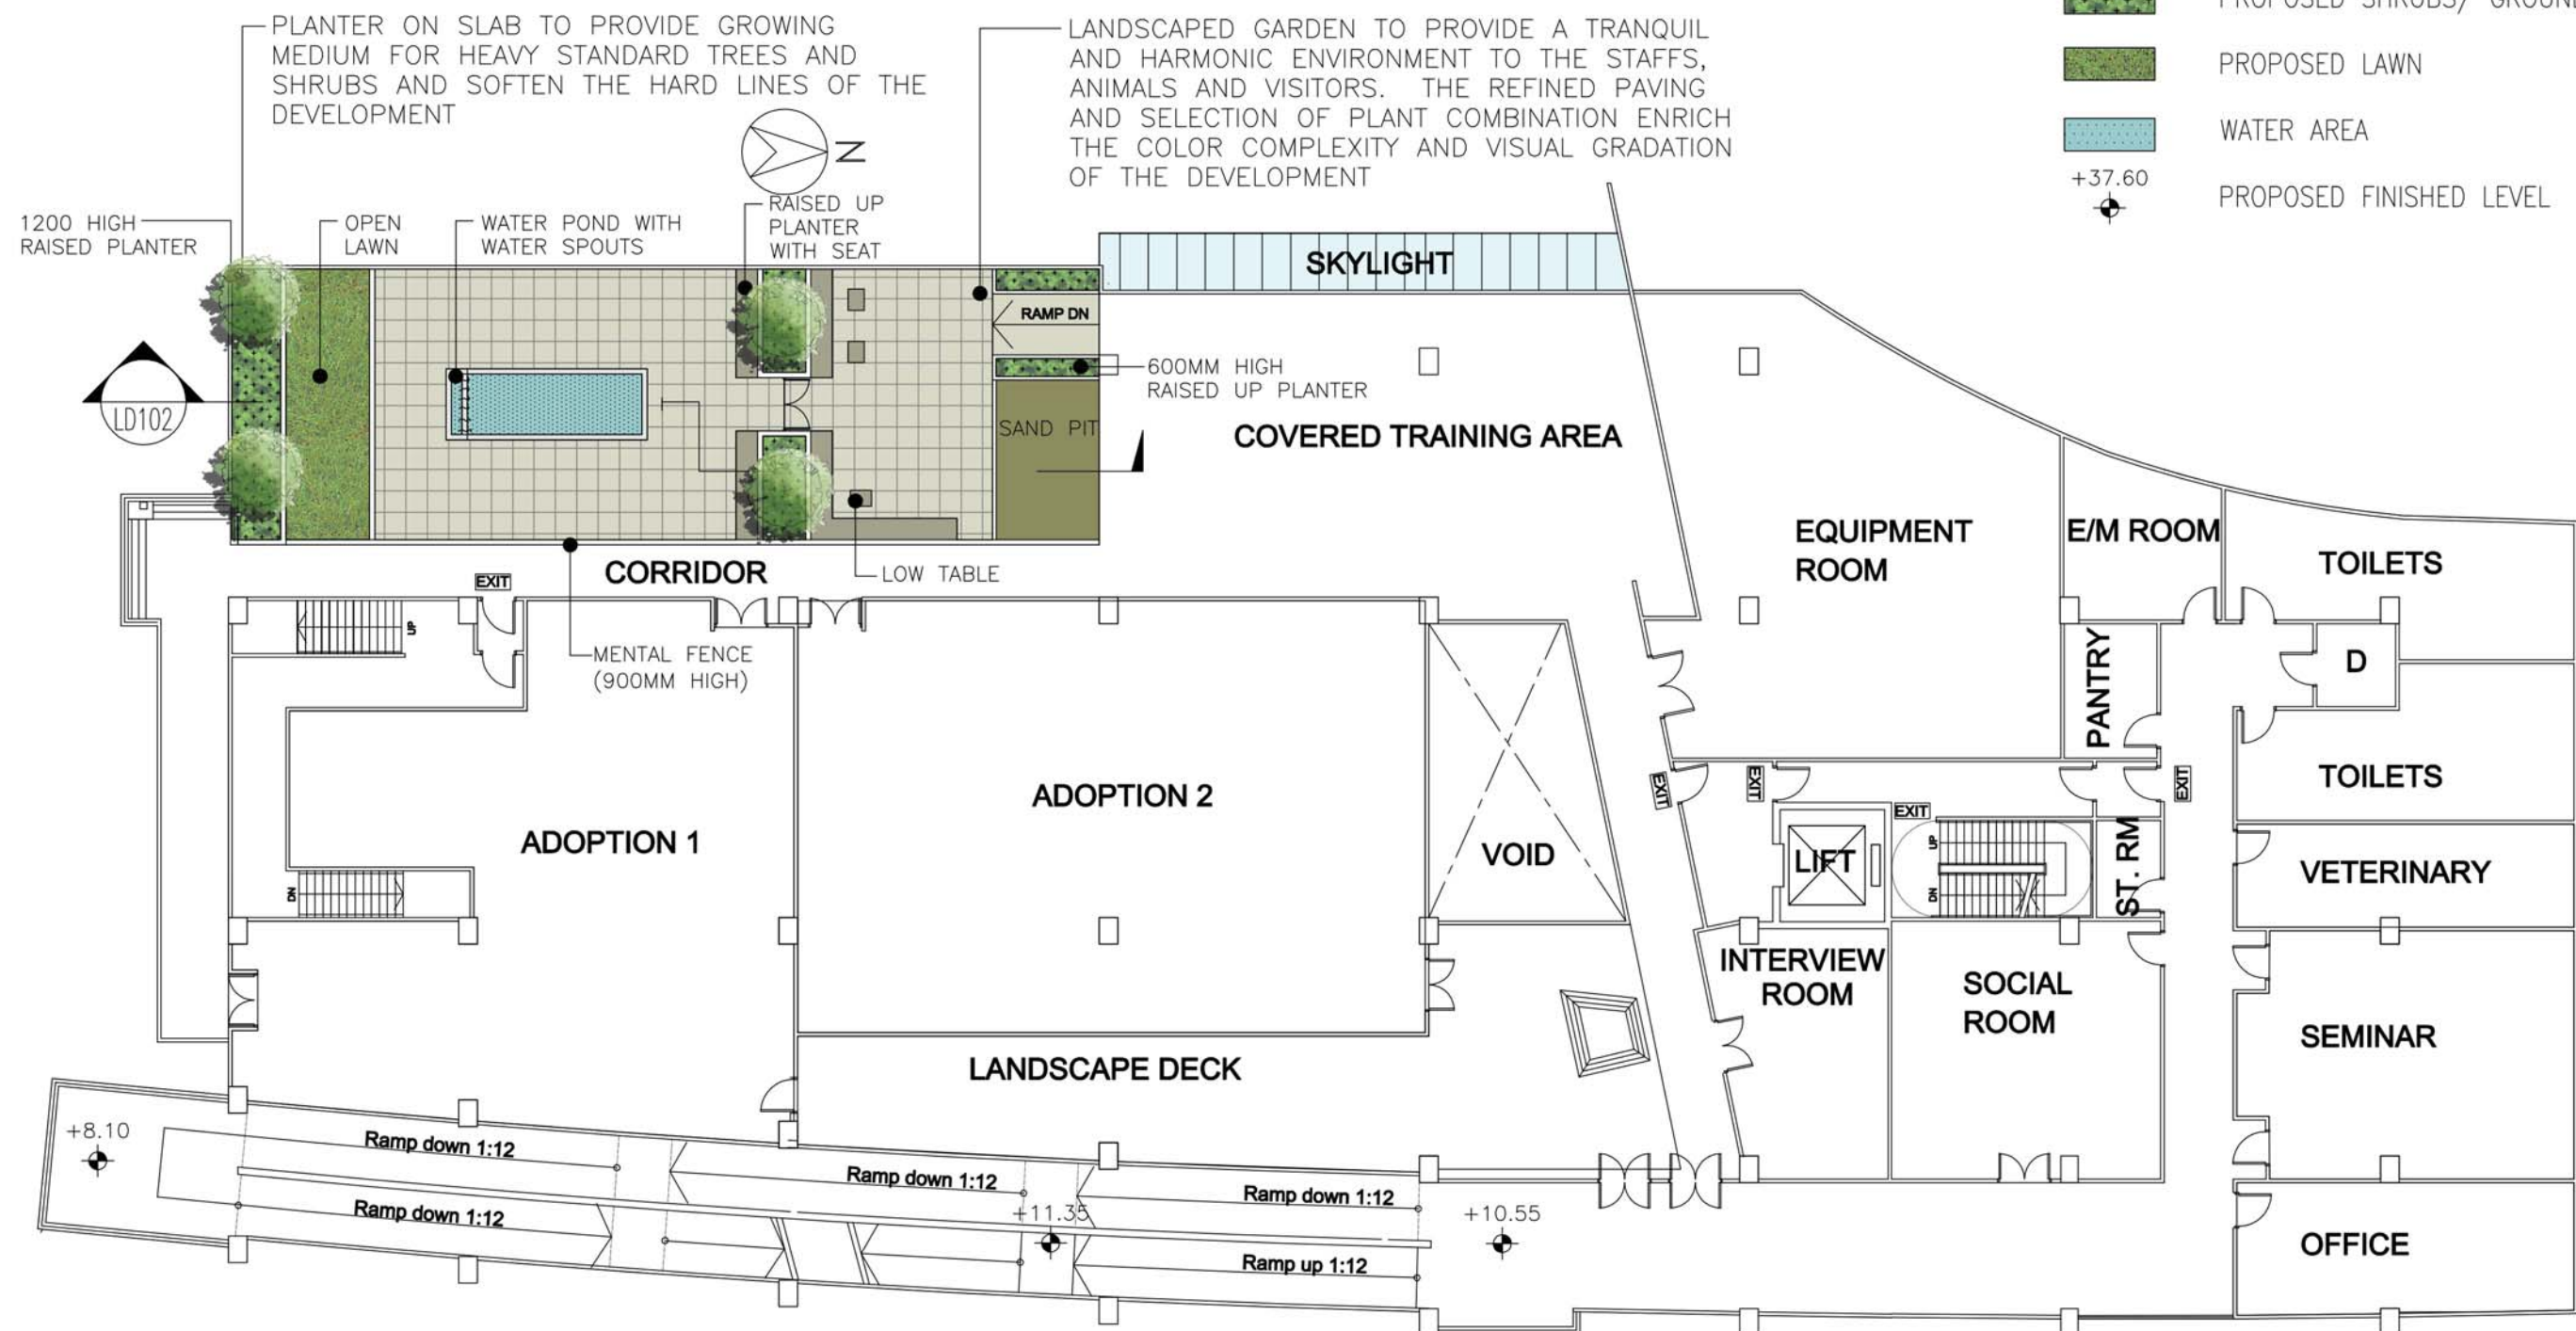 PLANTER ON SLAB TO PROVIDE GROWING
MEDIUM FOR HEAVY STANDARD TREES AND
SHRUBS AND SOFTEN THE HARD LINES OF THE
DEVELOPMENT
LANDSCAPED GARDEN TO PROVIDE A TRANQUIL
AND HARMONIC ENVIRONMENT TO THE STAFFS,
ANIMALS AND VISITORS. THE REFINED PAVING
AND SELECTION OF PLANT COMBINATION ENRICH
THE COLOR COMPLEXITY AND VISUAL GRADATION
OF THE DEVELOPMENT
PROPOSED SHRUBS/ GROUN
PROPOSED LAWN
WATER AREA
+37.60
PROPOSED FINISHED LEVEL
N
1200 HIGH
RAISED PLANTER
OPEN
LAWN
WATER POND WITH
WATER SPOUTS
RAISED UP
PLANTER
WITH SEAT
SKYLIGHT
RAMP DN
600MM HIGH
RAISED UP PLANTER
LD102
SAND PIT
COVERED TRAINING AREA
EQUIPMENT
ROOM
E/M ROOM
TOILETS
CORRIDOR
LOW TABLE
EXIT
UP
MENTAL FENCE
(900MM HIGH)
PANTRY
D
TOILETS
ADOPTION 1
ADOPTION 2
VOID
EXIT
EXIT
EXIT
EXIT
LIFT
UP
DN
ST. RM
VETERINARY
DN
INTERVIEW
ROOM
SOCIAL
ROOM
SEMINAR
LANDSCAPE DECK
+8.10
Ramp down 1:12
Ramp down 1:12
Ramp down 1:12
Ramp down 1:12
+11.35
+10.55
Ramp up 1:12
OFFICE